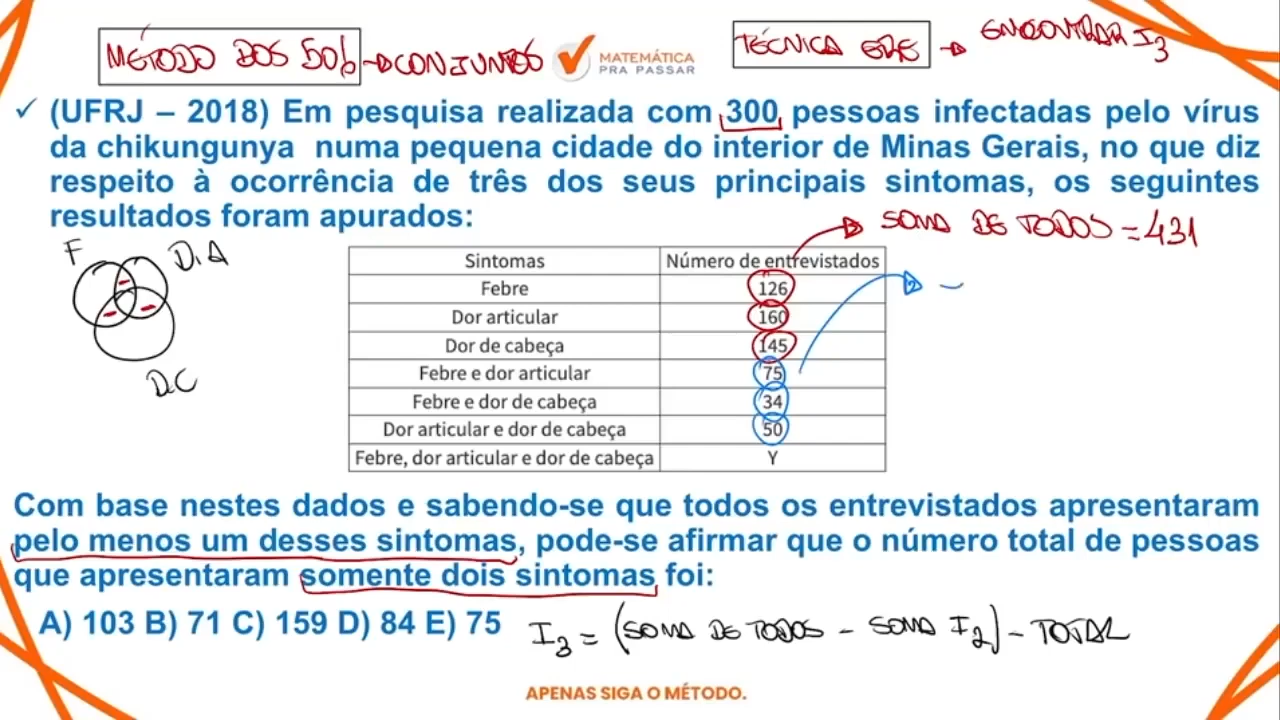 MÉTODO DOS 50% → CONJUNTOS
MATEMÁTICA
PRA PASSAR
TÉCNICA → ENCONTRAR I3
✓ (UFRJ – 2018) Em pesquisa realizada com 300 pessoas infectadas pelo vírus
da chikungunya numa pequena cidade do interior de Minas Gerais, no que diz
respeito à ocorrência de três dos seus principais sintomas, os seguintes
resultados foram apurados:
SOMA DE TODOS = 431
F
D.A
D.C
Sintomas Número de entrevistados
Febre 126
Dor articular 160
Dor de cabeça 145
Febre e dor articular 75
Febre e dor de cabeça 34
Dor articular e dor de cabeça 50
Febre, dor articular e dor de cabeça Y
Com base nestes dados e sabendo-se que todos os entrevistados apresentaram
pelo menos um desses sintomas, pode-se afirmar que o número total de pessoas
que apresentaram somente dois sintomas foi:
A) 103 B) 71 C) 159 D) 84 E) 75
I3 = (SOMA DE TODOS - SOMA I2) - TOTAL
APENAS SIGA O MÉTODO.